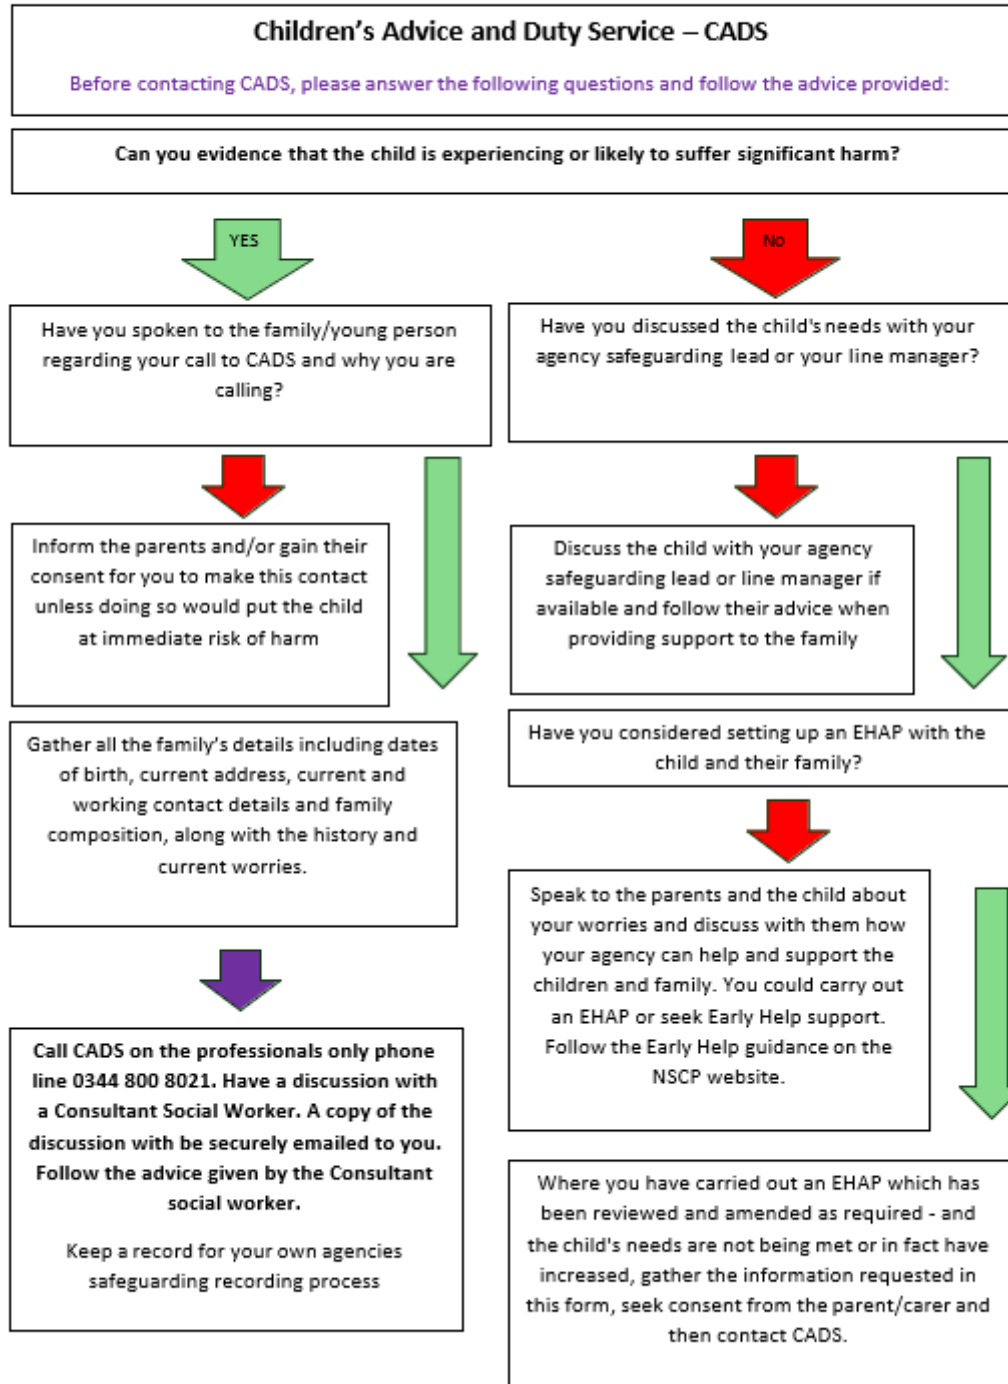 Children's Advice and Duty Service – CADS
Before contacting CADS, please answer the following questions and follow the advice provided:
Can you evidence that the child is experiencing or likely to suffer significant harm?
YES
No
Have you spoken to the family/young person
regarding your call to CADS and why you are
calling?
Have you discussed the child's needs with your
agency safeguarding lead or your line manager?
Inform the parents and/or gain their
consent for you to make this contact
unless doing so would put the child
at immediate risk of harm
Discuss the child with your agency
safeguarding lead or line manager if
available and follow their advice when
providing support to the family
Gather all the family's details including dates
of birth, current address, current and
working contact details and family
composition, along with the history and
current worries.
Have you considered setting up an EHAP with the
child and their family?
Speak to the parents and the child about
your worries and discuss with them how
your agency can help and support the
children and family. You could carry out
an EHAP or seek Early Help support.
Follow the Early Help guidance on the
NSCP website.
Call CADS on the professionals only phone
line 0344 800 8021. Have a discussion with
a Consultant Social Worker. A copy of the
discussion with be securely emailed to you.
Follow the advice given by the Consultant
social worker.
Keep a record for your own agencies
safeguarding recording process
Where you have carried out an EHAP which has
been reviewed and amended as required - and
the child's needs are not being met or in fact have
increased, gather the information requested in
this form, seek consent from the parent/carer and
then contact CADS.